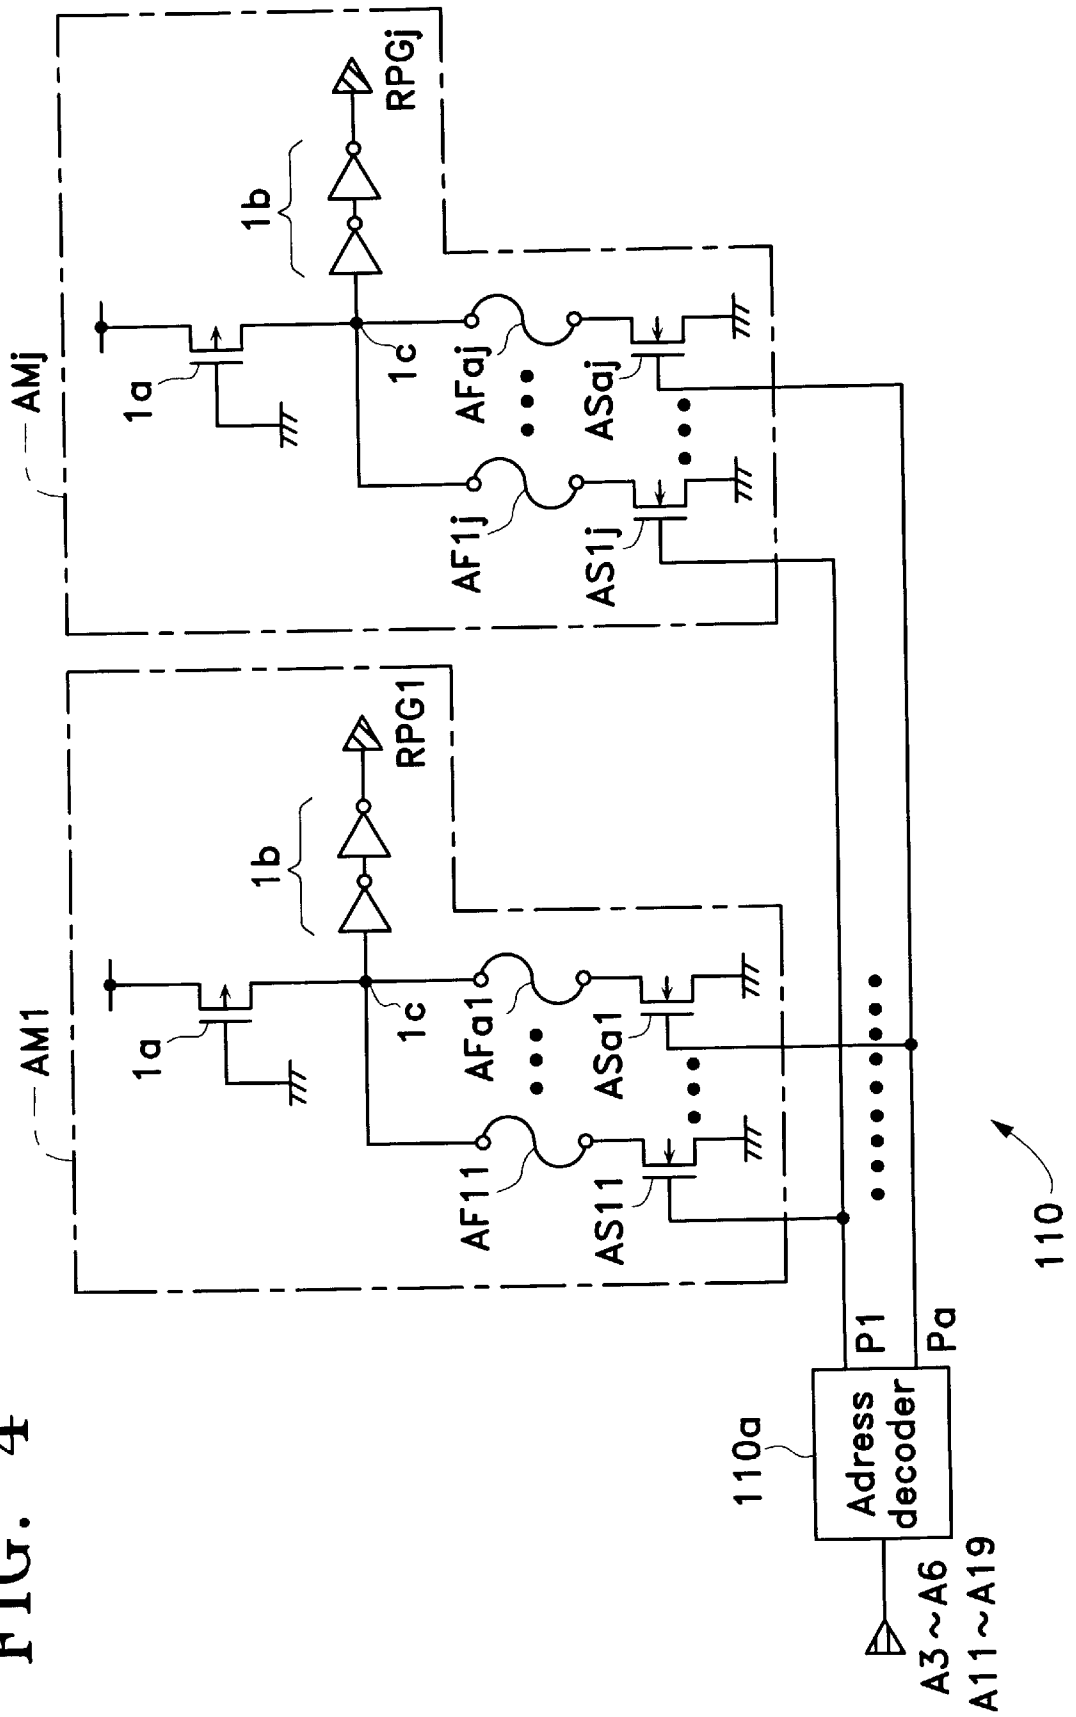 FIG. 4
AM1
AMj
1a
1b
1c
RPG1
AF11
AFa1
AS11
ASa1
1a
1b
1c
RPGj
AF1j
AFaj
AS1j
ASaj
110a
Adress
decoder
P1
Pa
A3~A6
A11~A19
110